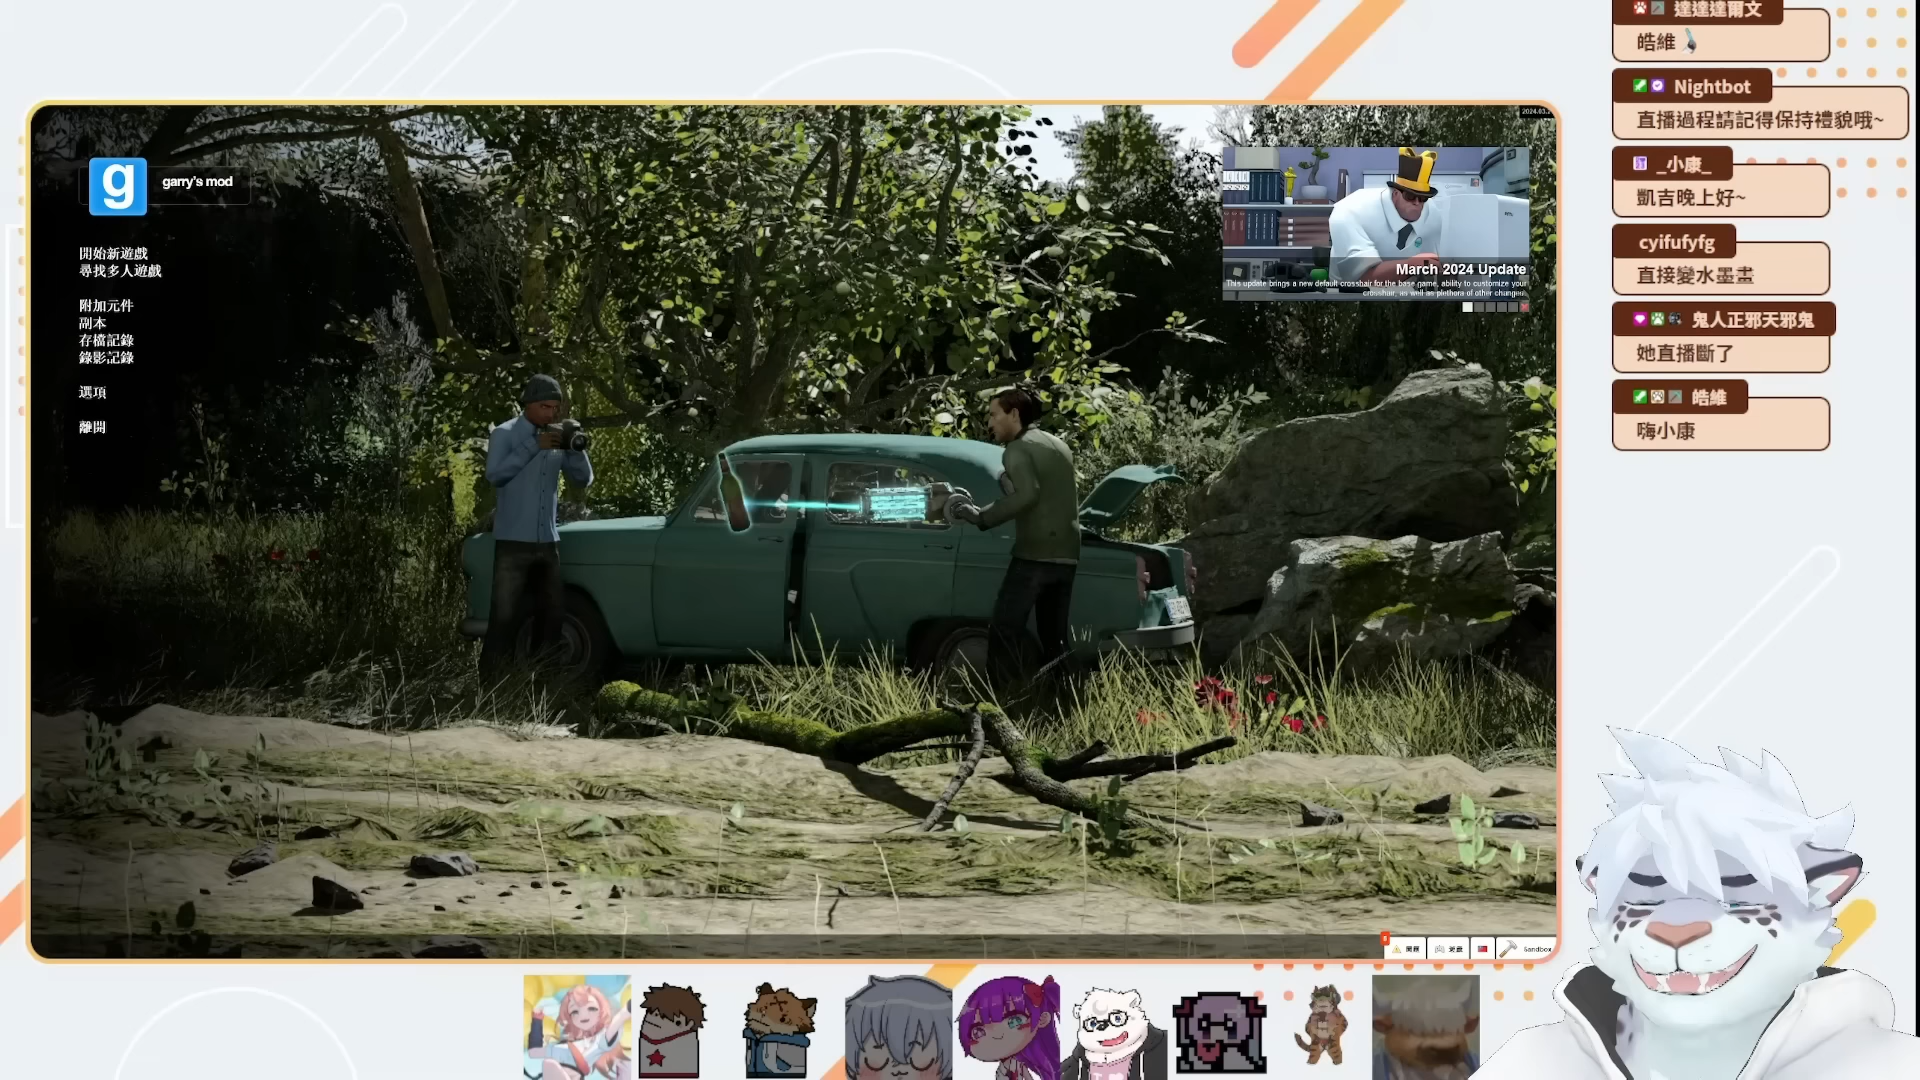 g garry's mod
開始新遊戲
尋找多人遊戲
附加元件
副本
存檔記錄
錄影記錄
選項
離開
March 2024 Update
This update brings a new default crosshair for the base game, ability to customize your
crosshair, as well as plethora of other changes.
Sandbox
達達達爾文
皓維
Nightbot
直播過程請記得保持禮貌哦~
_小康_
凱吉晚上好~
cyifufyfg
直接變水墨畫
鬼人正邪天邪鬼
她直播斷了
皓維
嗨小康